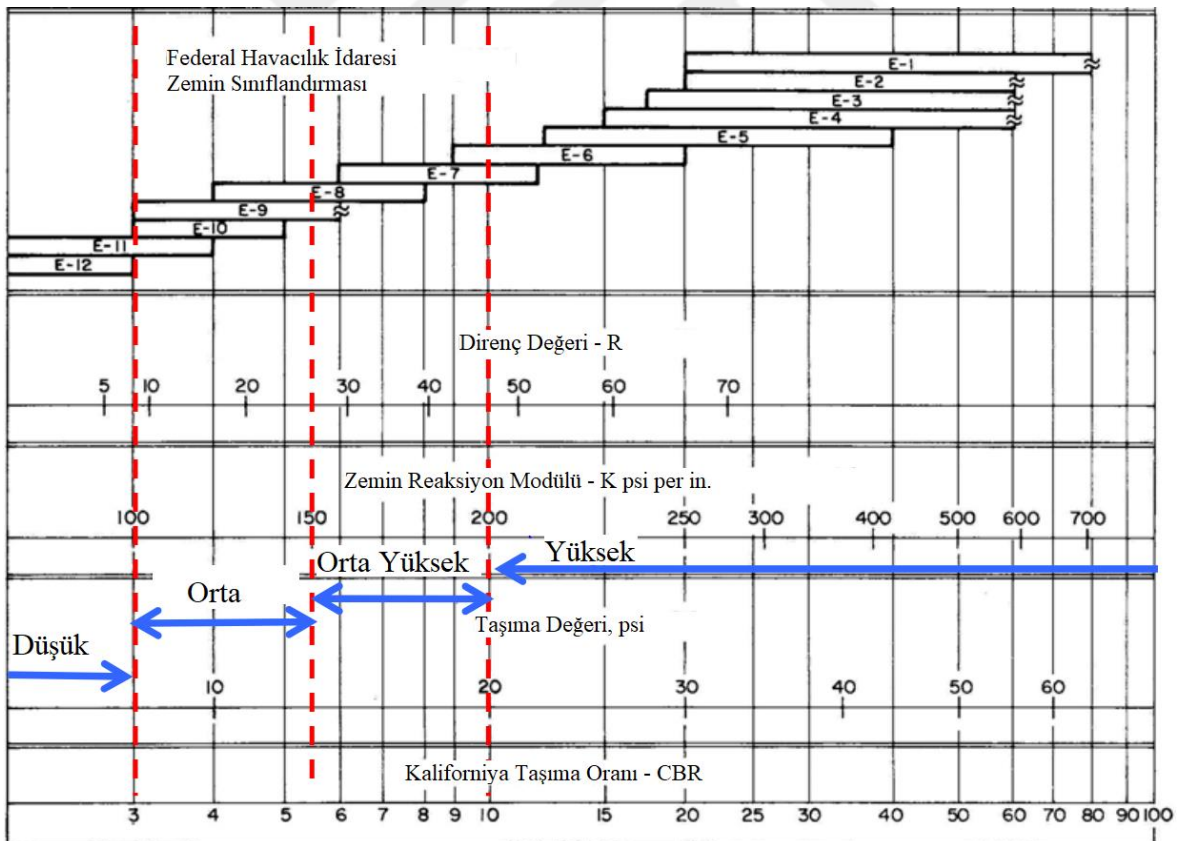 Federal Havacılık İdaresi
Zemin Sınıflandırması
E-1
E-2
E-3
E-4
E-5
E-6
E-7
E-8
E-9
E-10
E-11
E-12
Direnç Değeri - R
5 10 20 30 40 50 60 70
Zemin Reaksiyon Modülü - K psi per in.
100 150 200 250 300 400 500 600 700
Yüksek
Orta Yüksek
Orta
Taşıma Değeri, psi
Düşük
10 20 30 40 50 60
Kaliforniya Taşıma Oranı - CBR
3 4 5 6 7 8 9 10 15 20 25 30 40 50 60 70 80 90 100